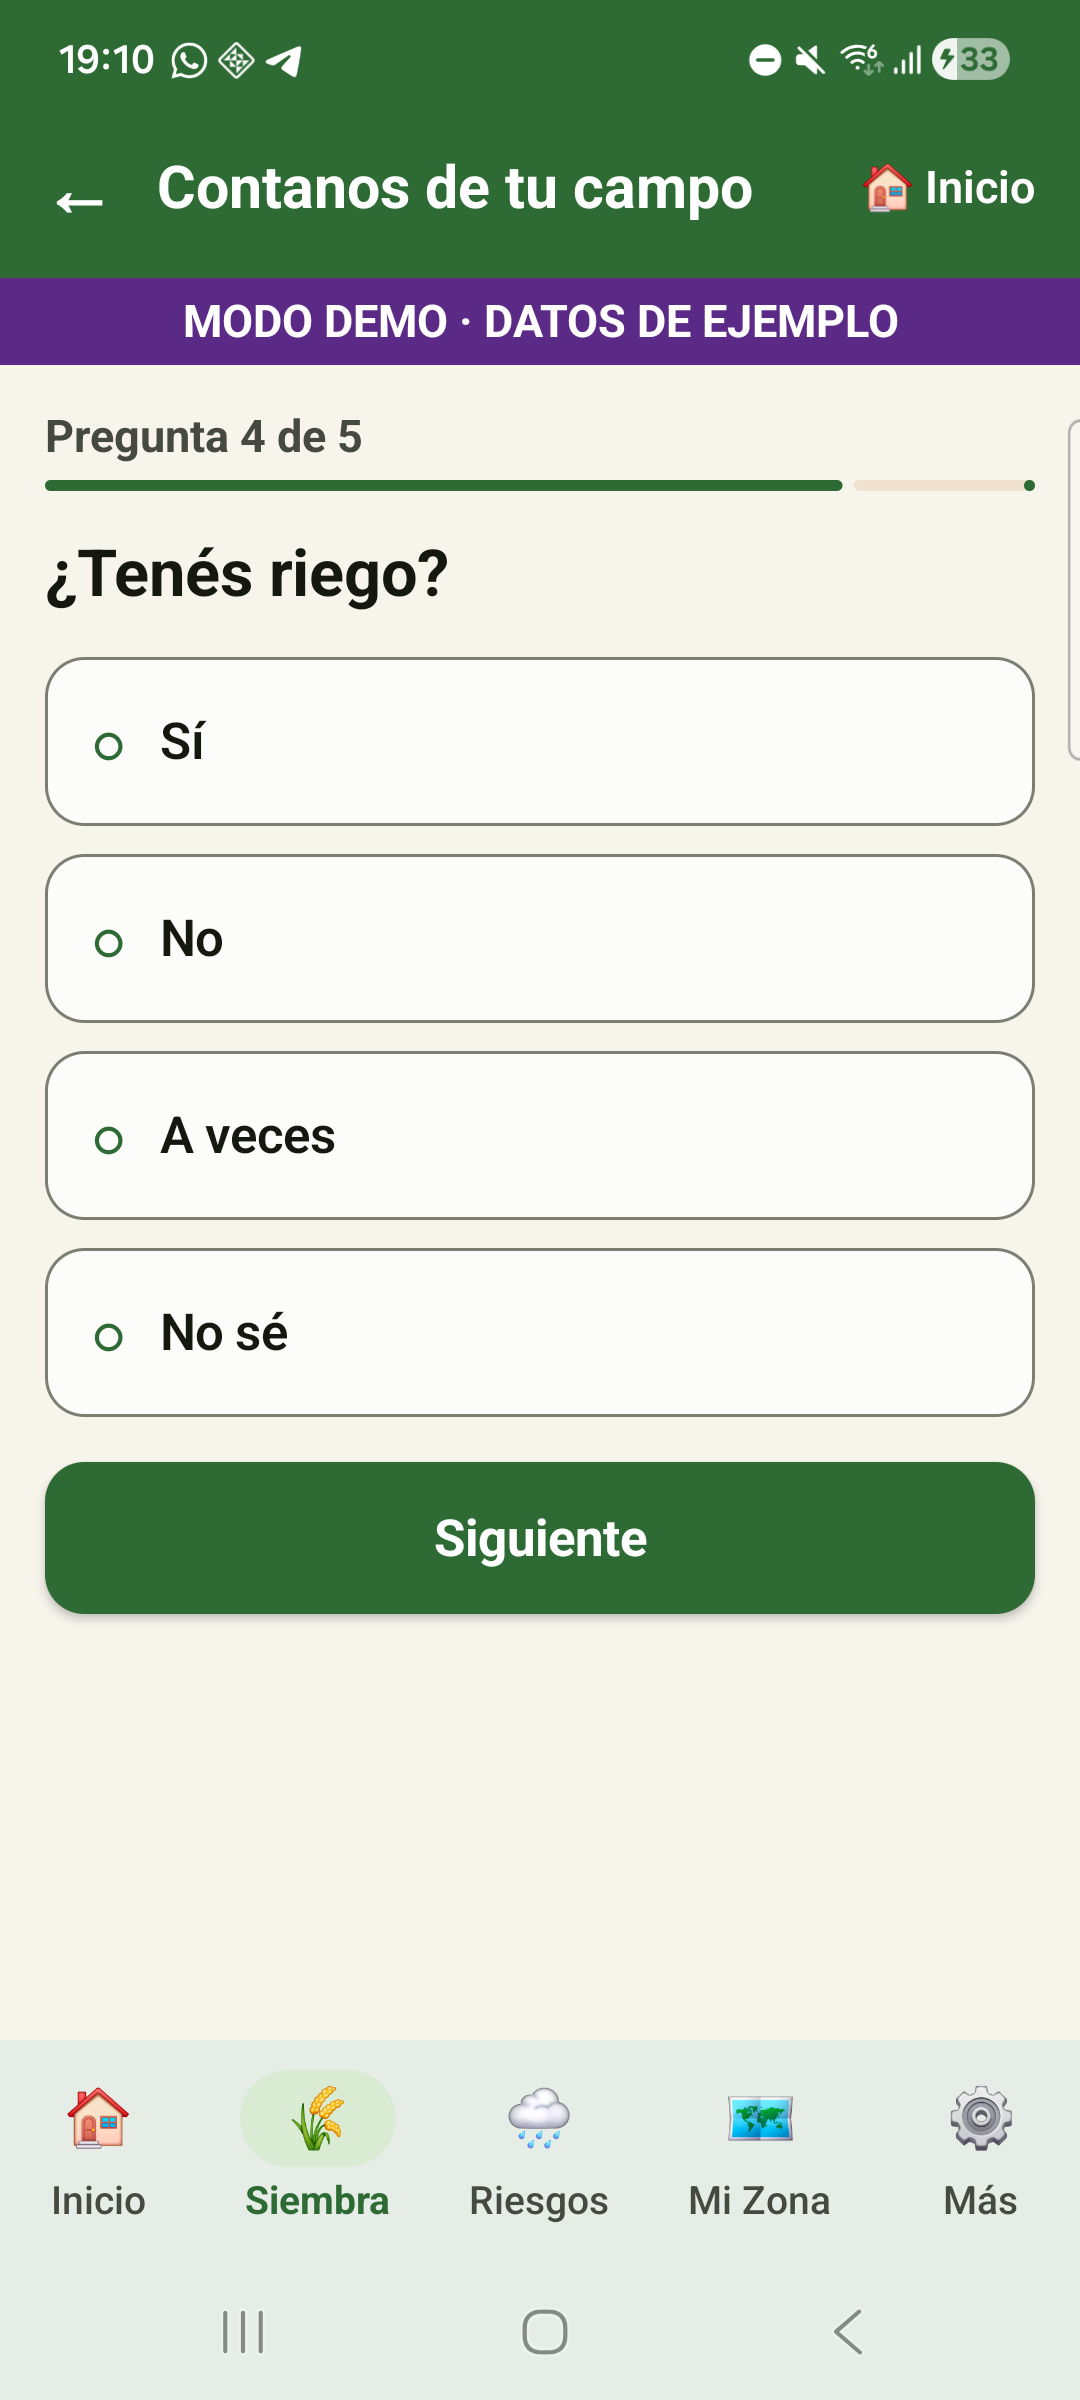 19:10
6
33
← Contanos de tu campo
Inicio
MODO DEMO · DATOS DE EJEMPLO
Pregunta 4 de 5
¿Tenés riego?
Sí
No
A veces
No sé
Siguiente
Inicio
Siembra
Riesgos
Mi Zona
Más